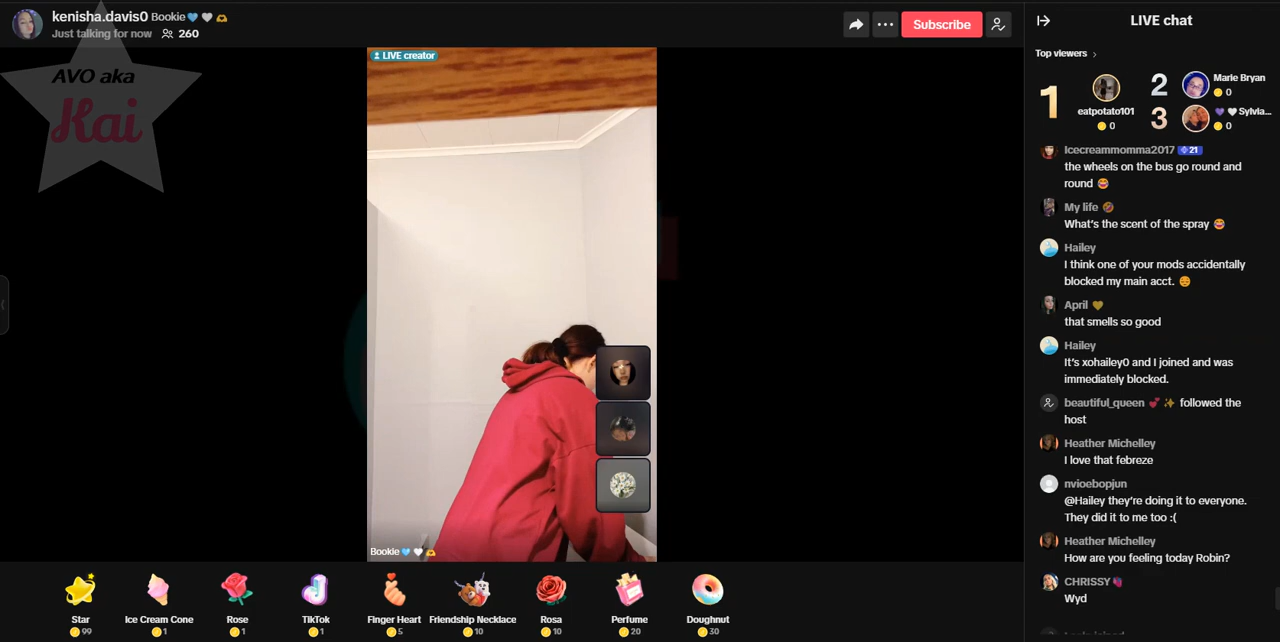 kenisha.davis0 Bookie
Just talking for now 260
Subscribe
LIVE chat
AVO aka
Kai
LIVE creator
Bookie
Top viewers
1
eatpotato101
0
2
Marie Bryan
0
3
Sylvia...
0
Icecreammomma2017 21
the wheels on the bus go round and
round
My life
What's the scent of the spray
Hailey
I think one of your mods accidentally
blocked my main acct.
April
that smells so good
Hailey
It's xohailey0 and I joined and was
immediately blocked.
beautiful_queen followed the
host
Heather Michelley
I love that febreze
nvioebopjun
@Hailey they're doing it to everyone.
They did it to me too :(
Heather Michelley
How are you feeling today Robin?
CHRISSY
Wyd
Star
99
Ice Cream Cone
1
Rose
1
TikTok
1
Finger Heart
5
Friendship Necklace
10
Rosa
10
Perfume
20
Doughnut
30